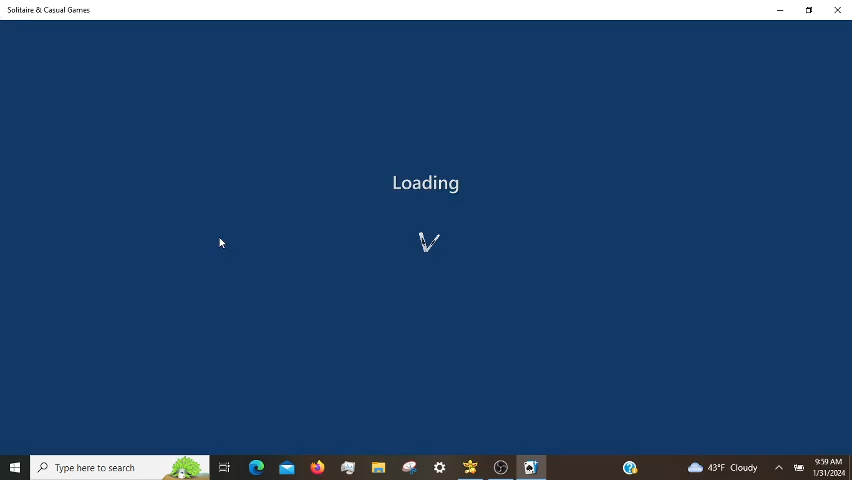 Solitaire & Casual Games
Loading
Type here to search
43°F Cloudy
9:59 AM
1/31/2024